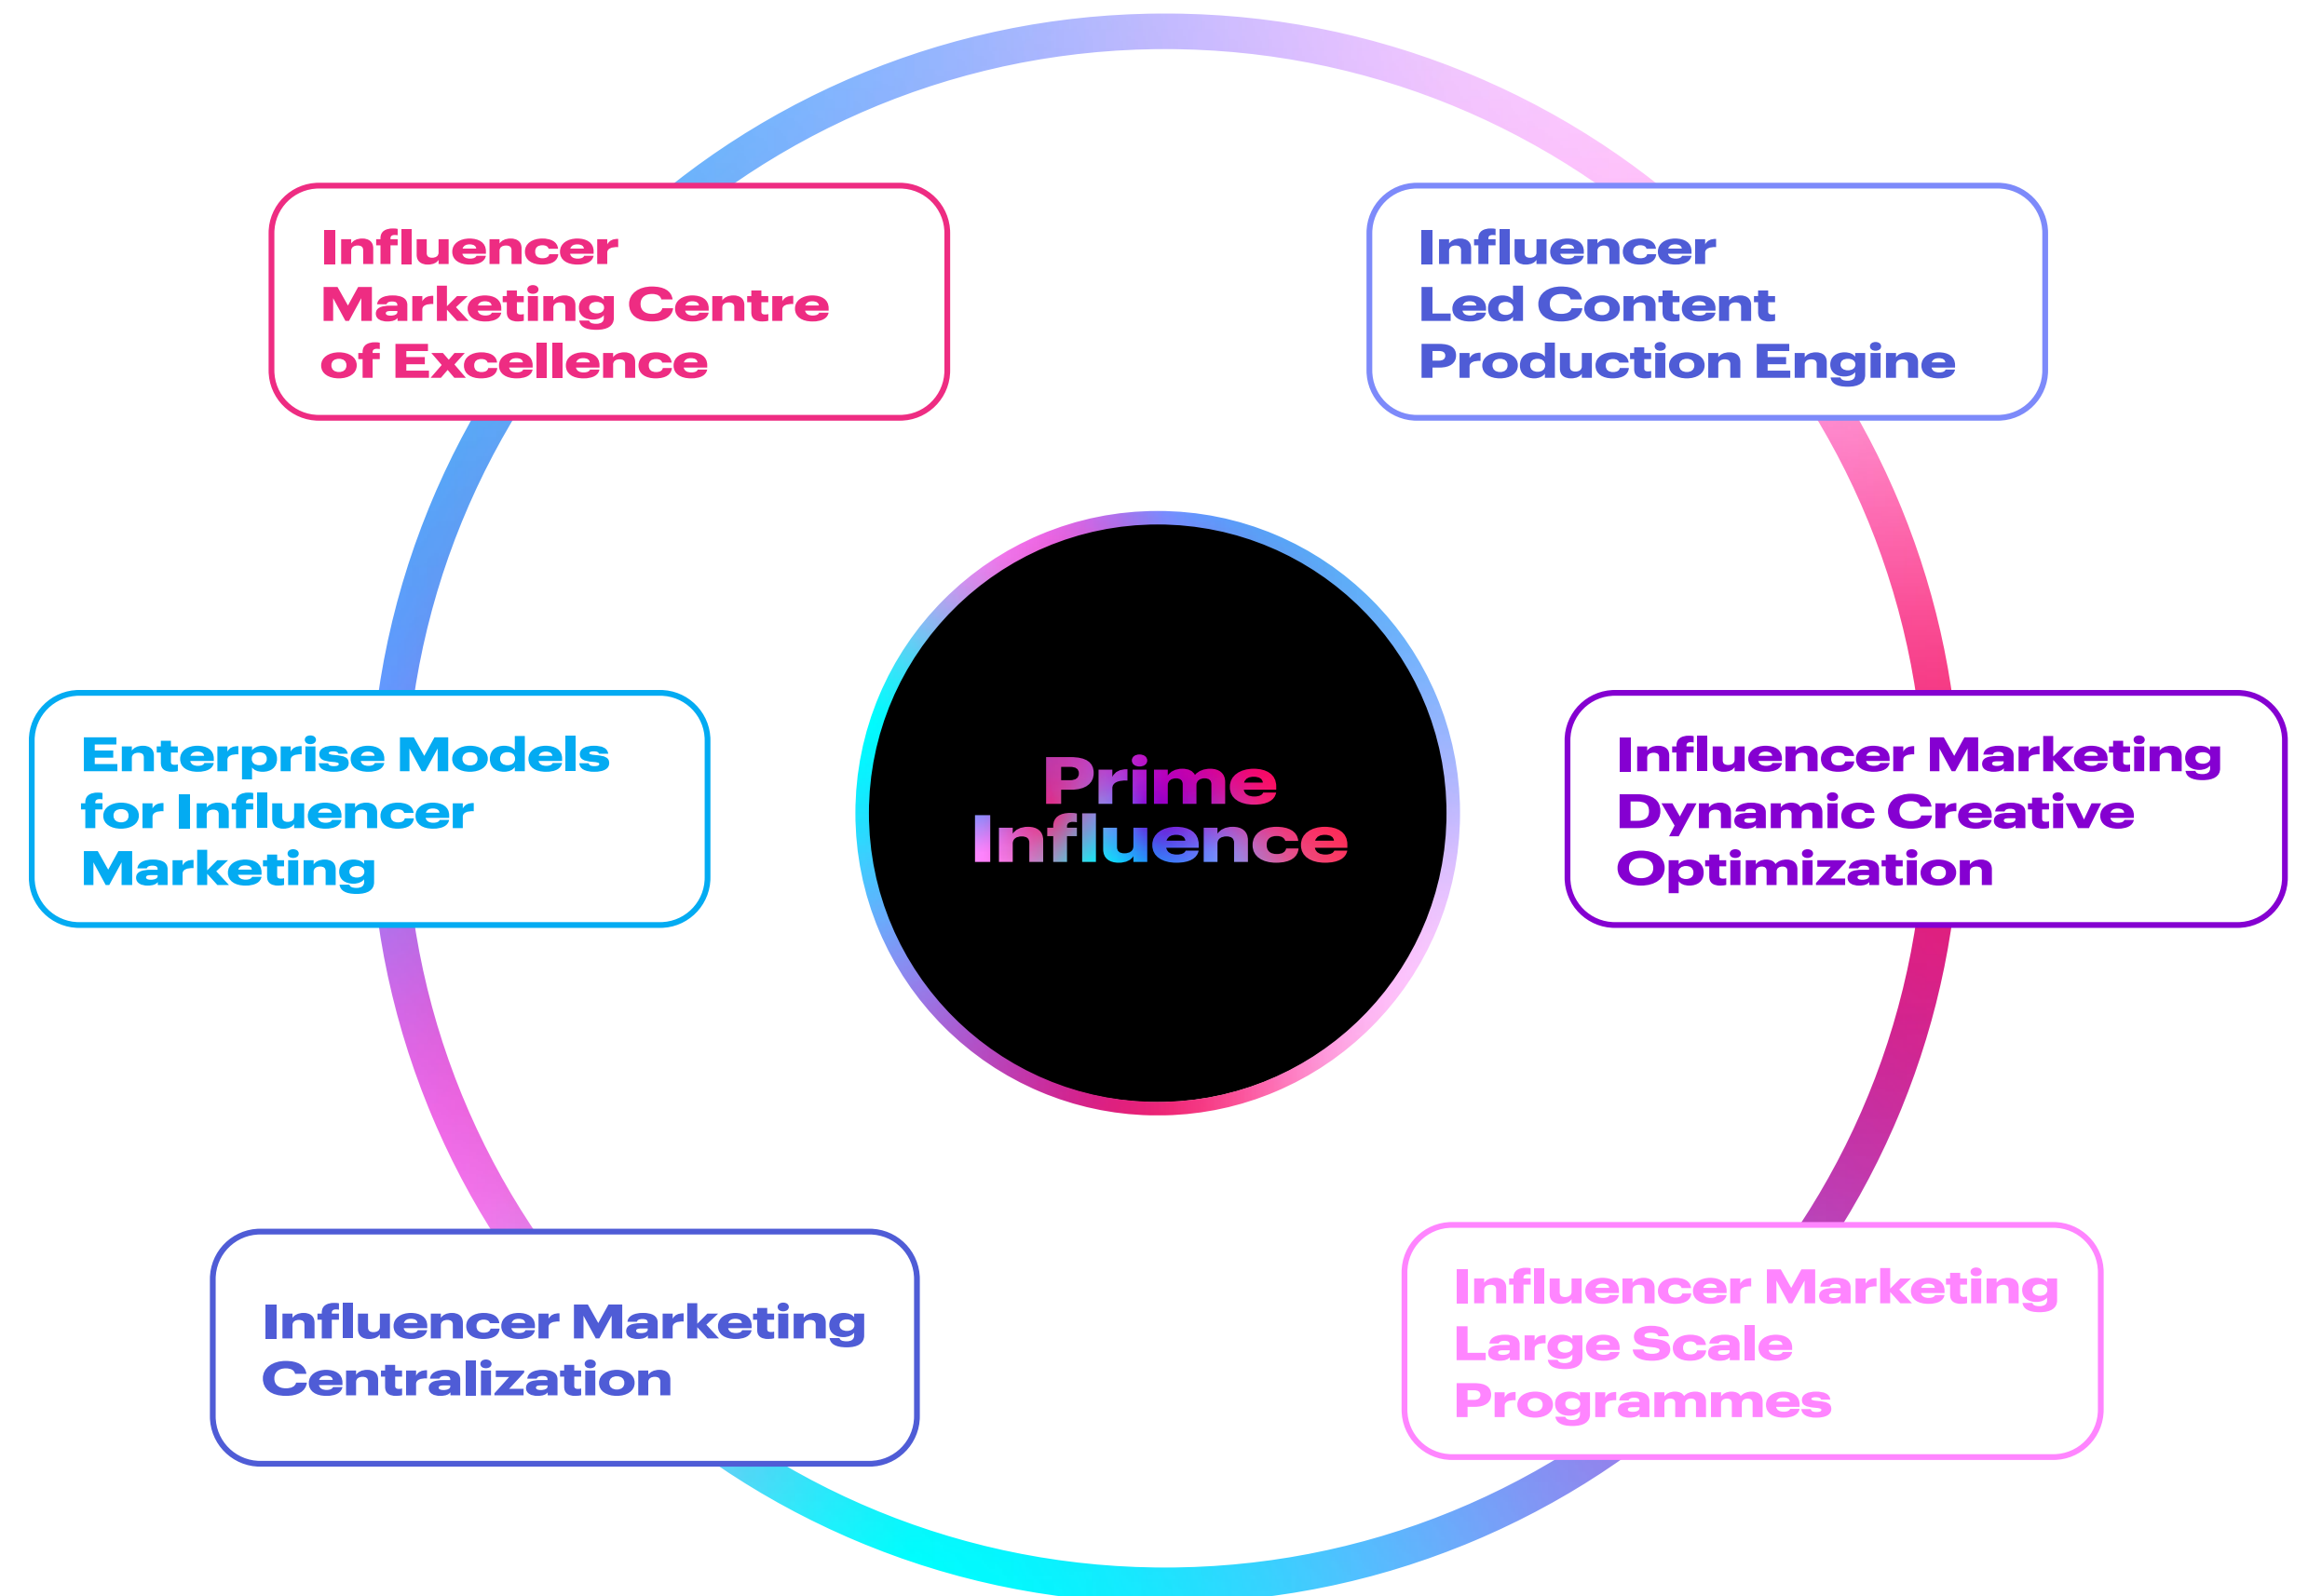 Influencer
Marketing Centre
of Excellence
Influencer
Led Content
Production Engine
Enterprise Models
for Influencer
Marketing
Prime
Influence
Influencer Marketing
Dynamic Creative
Optimization
Influencer Marketing
Centralization
Influencer Marketing
Large Scale
Programmes